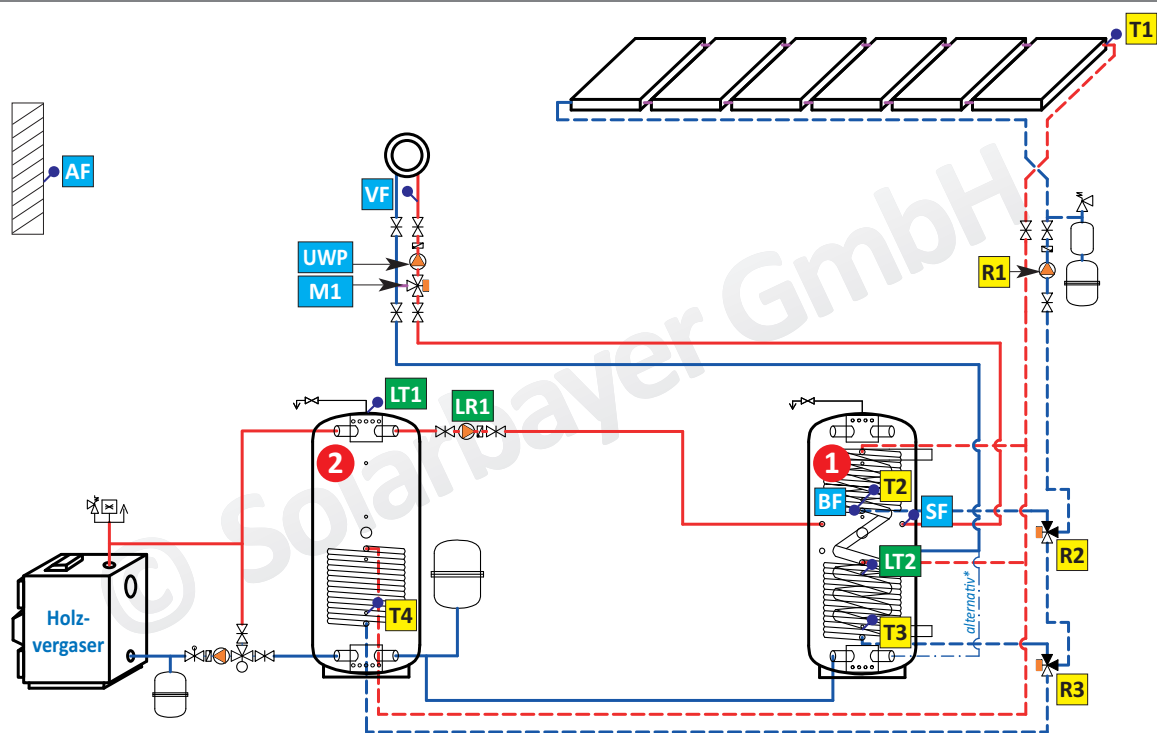 T1
AF
VF
UWP
M1
R1
LT1
LR1
2
1
T2
BF
SF
LT2
R2
Holz-
vergaser
T4
T3
alternativ*
R3
© Solarbayer GmbH